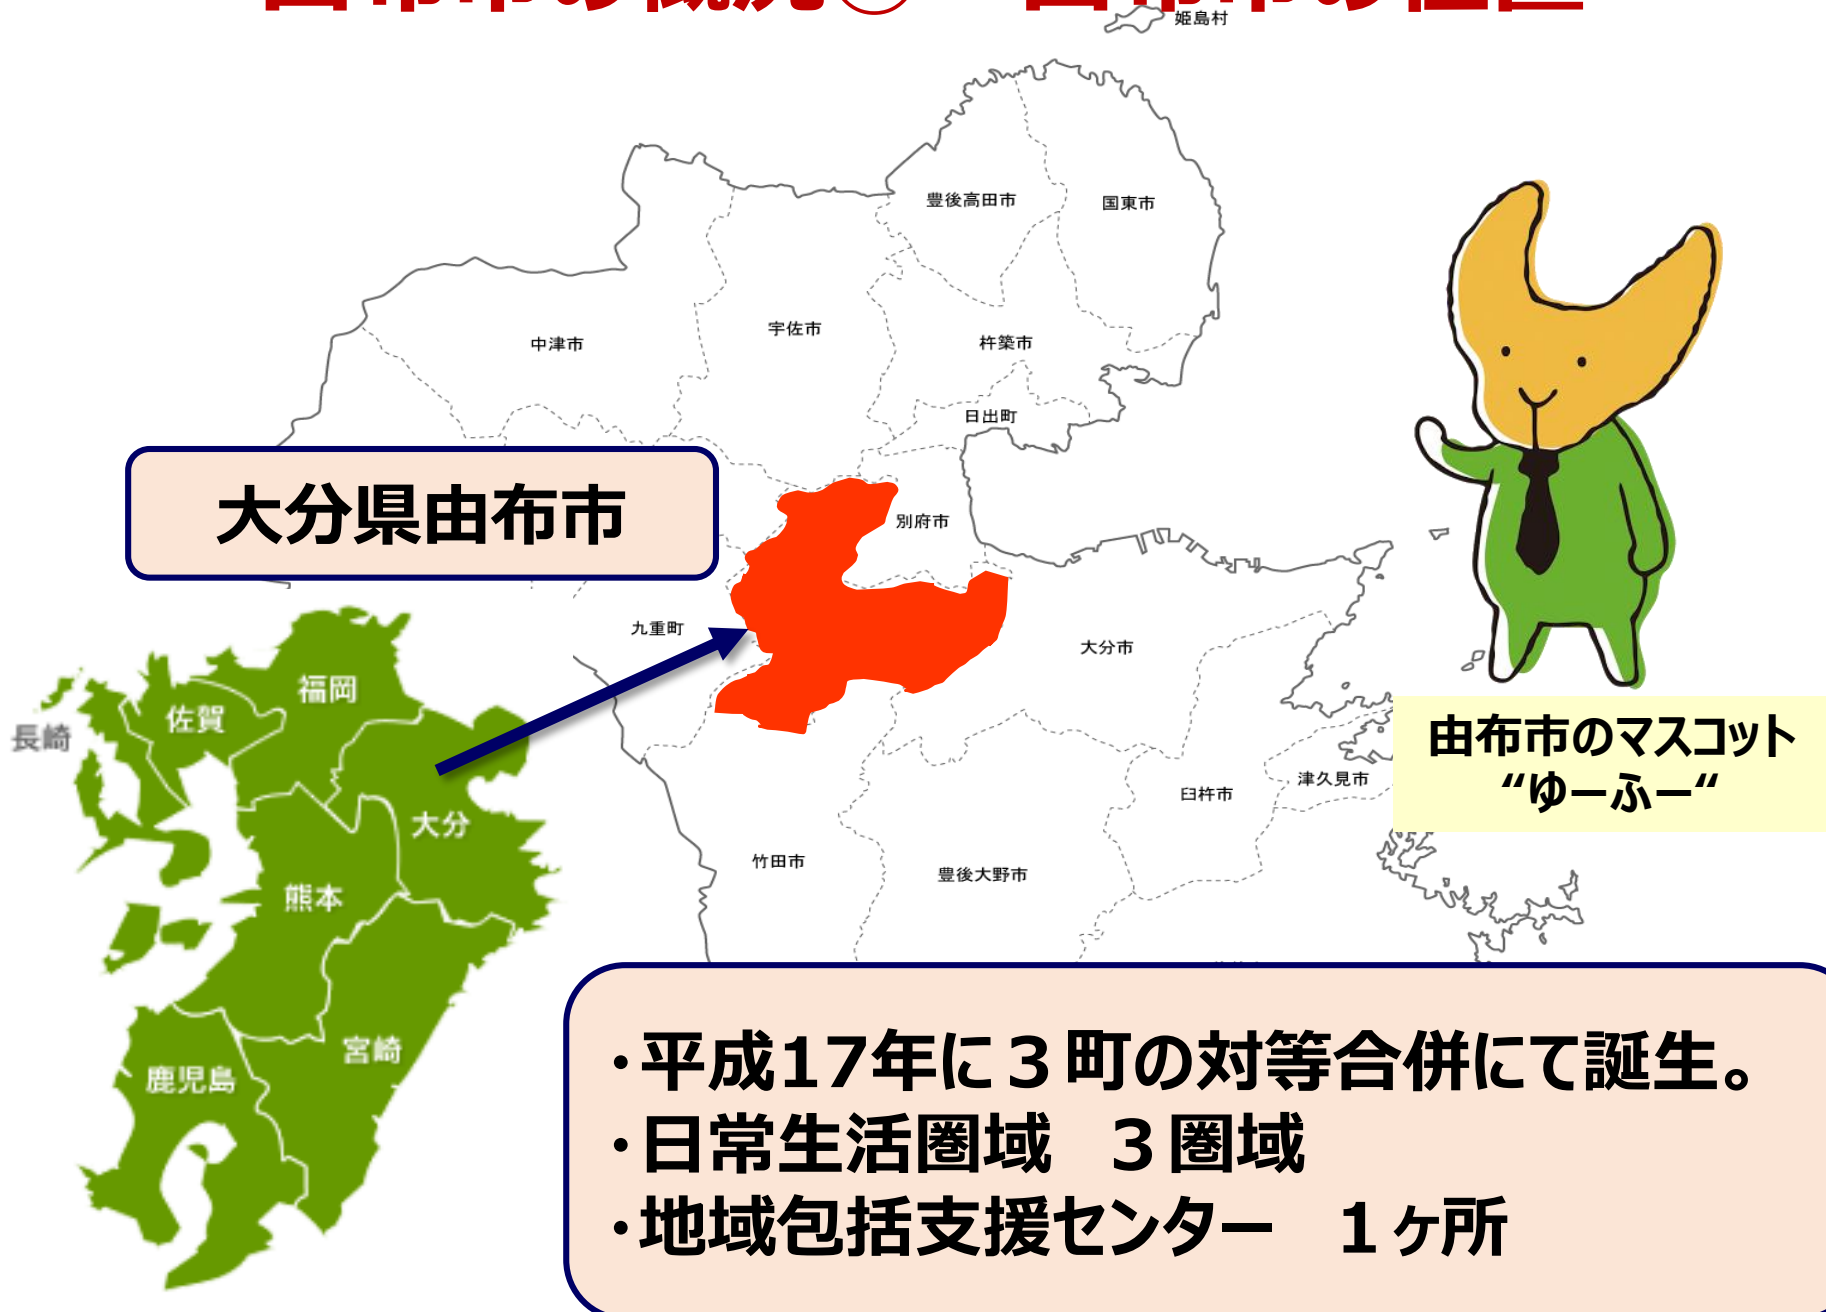 姫島村
豊後高田市
国東市
中津市
宇佐市
杵築市
日出町
大分県由布市
別府市
九重町
大分市
福岡
佐賀
長崎
大分
熊本
宮崎
鹿児島
由布市のマスコット
“ゆーふー“
臼杵市
津久見市
竹田市
豊後大野市
・平成17年に３町の対等合併にて誕生。
・日常生活圏域　３圏域
・地域包括支援センター　１ヶ所